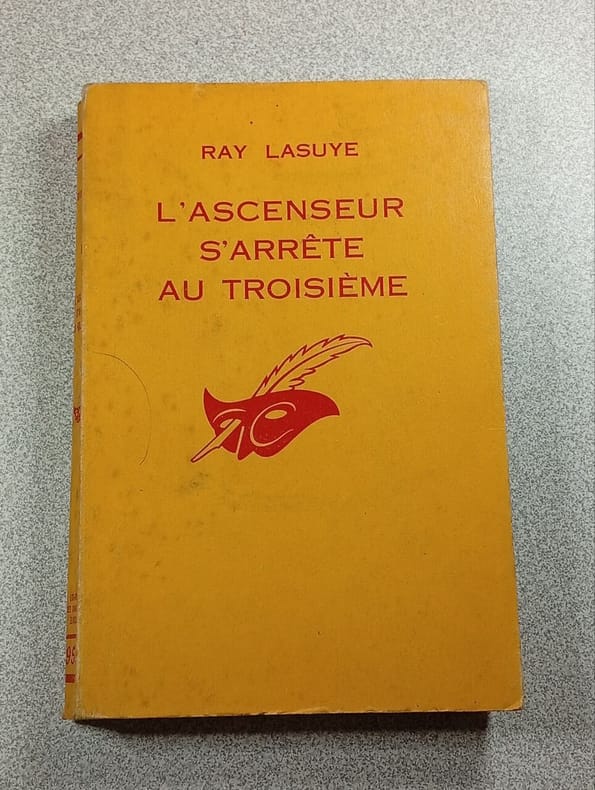 RAY LASUYE
L'ASCENSEUR
S'ARRÊTE
AU TROISIÈME